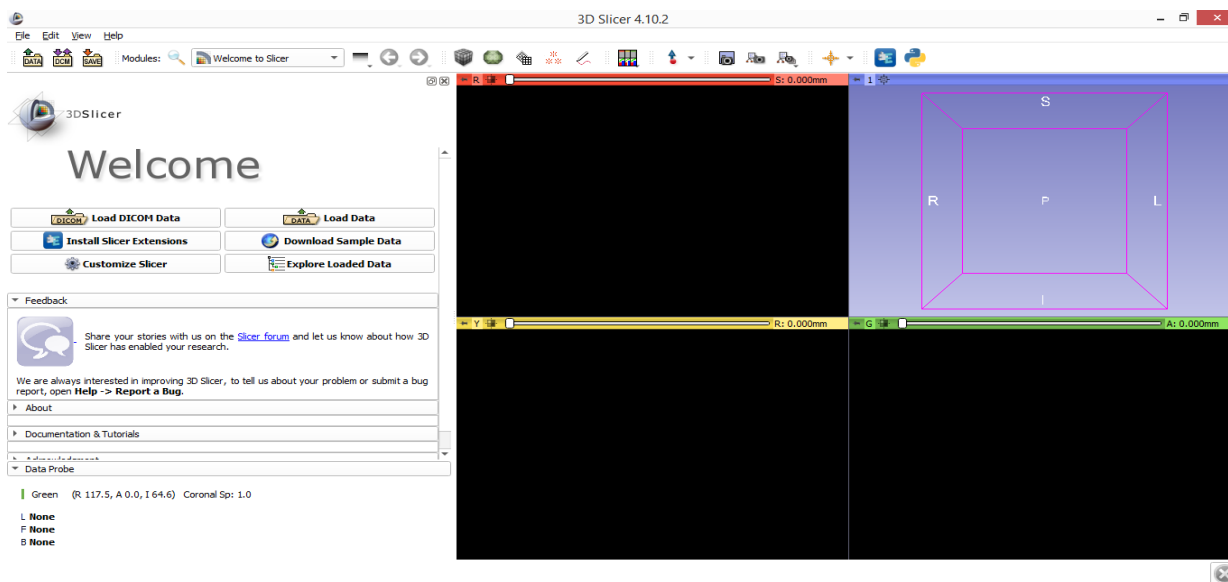 3D Slicer 4.10.2
File Edit View Help
DATA DCM SAVE Modules: Welcome to Slicer
R S: 0.000mm
1
3DSlicer
Welcome
DICOM Load DICOM Data
DATA Load Data
Install Slicer Extensions
Download Sample Data
Customize Slicer
Explore Loaded Data
Feedback
Share your stories with us on the Slicer forum and let us know about how 3D
Slicer has enabled your research.
We are always interested in improving 3D Slicer, to tell us about your problem or submit a bug
report, open Help -> Report a Bug.
About
Documentation & Tutorials
Data Probe
Green (R 117.5, A 0.0, I 64.6) Coronal Sp: 1.0
L None
F None
B None
S
R P L
I
Y R: 0.000mm
G A: 0.000mm